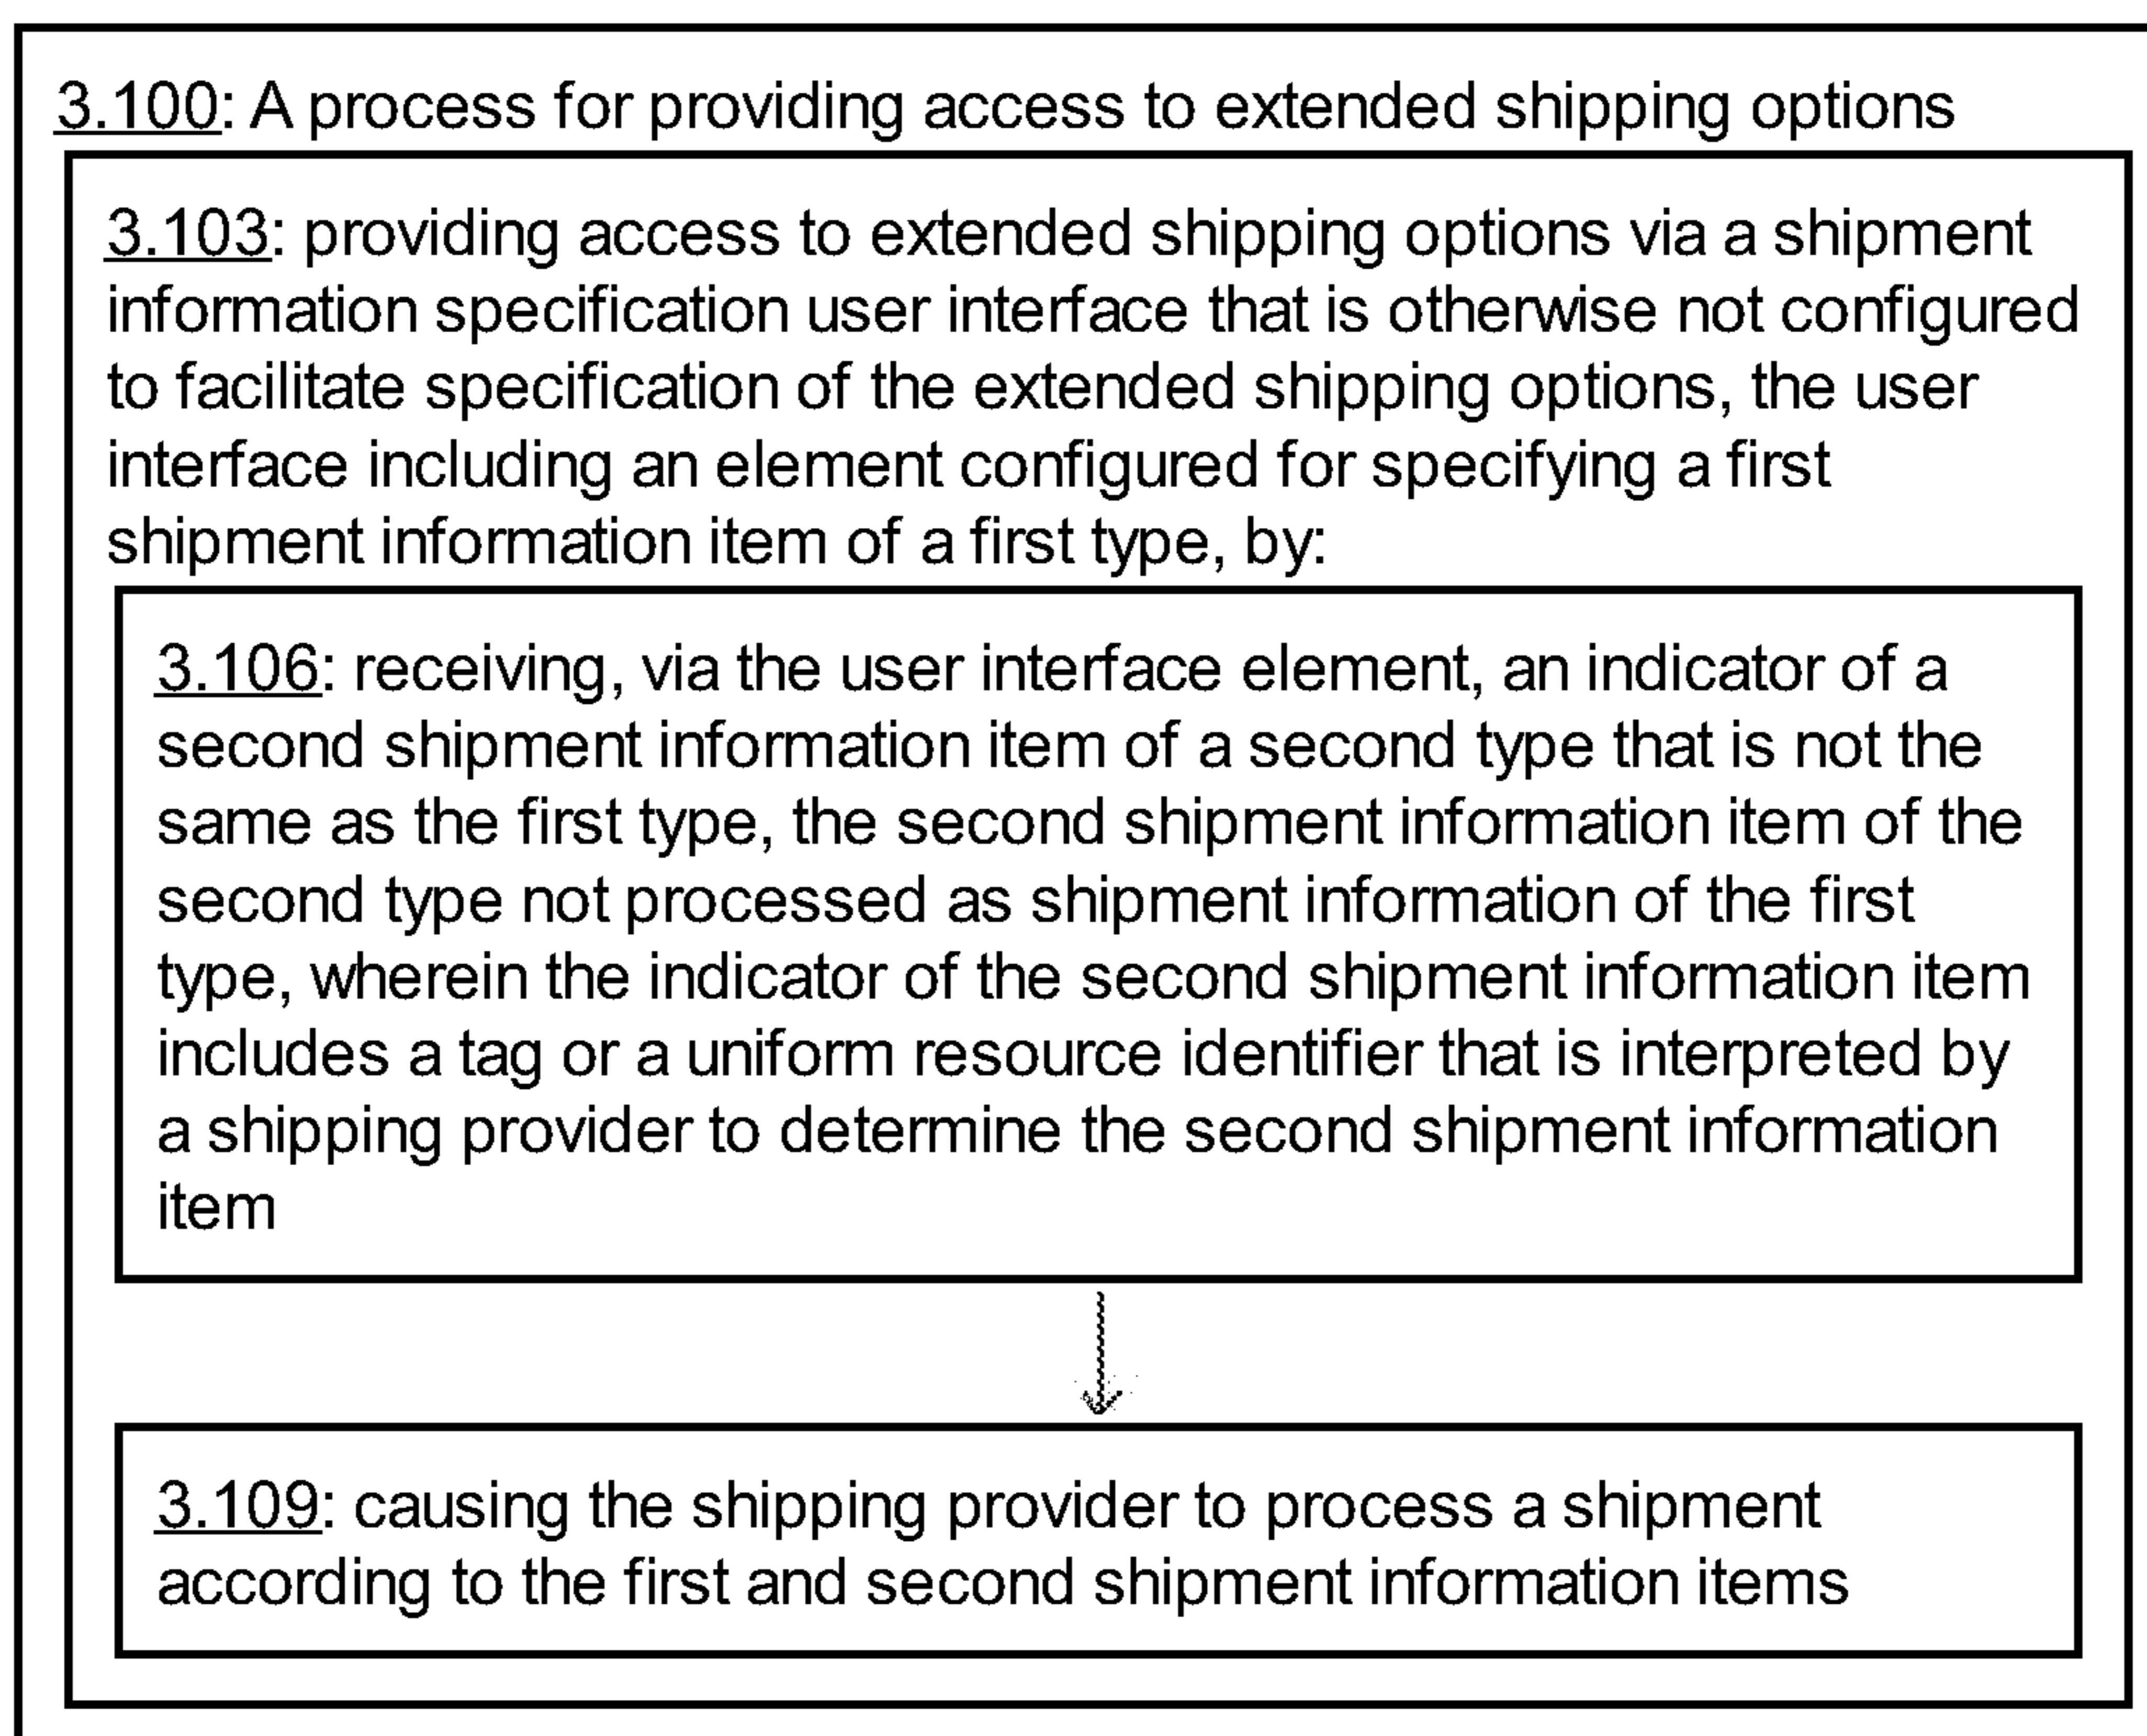 3.100: A process for providing access to extended shipping options
3.103: providing access to extended shipping options via a shipment
information specification user interface that is otherwise not configured
to facilitate specification of the extended shipping options, the user
interface including an element configured for specifying a first
shipment information item of a first type, by:
3.106: receiving, via the user interface element, an indicator of a
second shipment information item of a second type that is not the
same as the first type, the second shipment information item of the
second type not processed as shipment information of the first
type, wherein the indicator of the second shipment information item
includes a tag or a uniform resource identifier that is interpreted by
a shipping provider to determine the second shipment information
item
3.109: causing the shipping provider to process a shipment
according to the first and second shipment information items